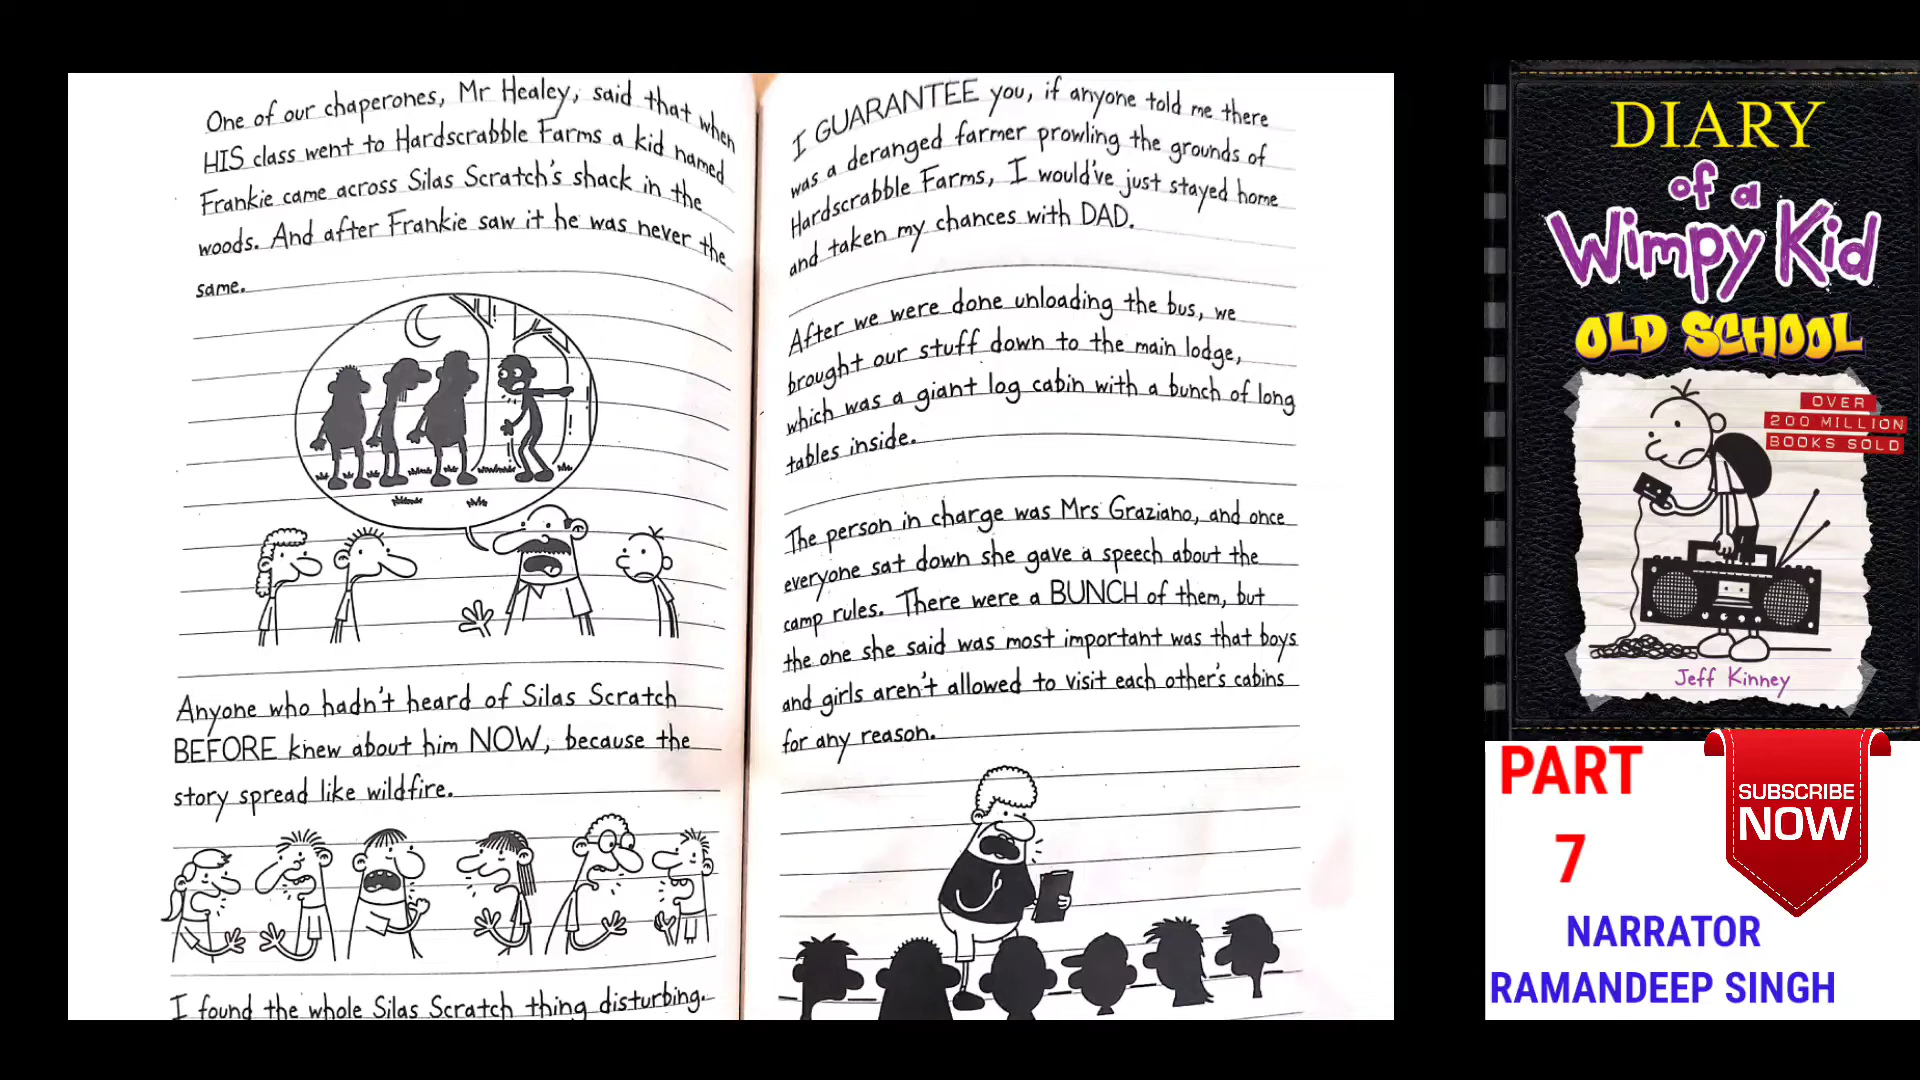 One of our chaperones, Mr Healey, said that when
HIS class went to Hardscrabble Farms a kid named
Frankie came across Silas Scratch's shack in the
woods. And after Frankie saw it he was never the
same.
Anyone who hadn't heard of Silas Scratch
BEFORE knew about him NOW, because the
story spread like wildfire.
I found the whole Silas Scratch thing disturbing.
I GUARANTEE you, if anyone told me there
was a deranged farmer prowling the grounds of
Hardscrabble Farms, I would've just stayed home
and taken my chances with DAD.
After we were done unloading the bus, we
brought our stuff down to the main lodge,
which was a giant log cabin with a bunch of long
tables inside.
The person in charge was Mrs Graziano, and once
everyone sat down she gave a speech about the
camp rules. There were a BUNCH of them, but
the one she said was most important was that boys
and girls aren't allowed to visit each other's cabins
for any reason.
DIARY
of a
Wimpy Kid
OLD SCHOOL
OVER
200 MILLION
BOOKS SOLD
Jeff Kinney
PART
7
SUBSCRIBE
NOW
NARRATOR
RAMANDEEP SINGH